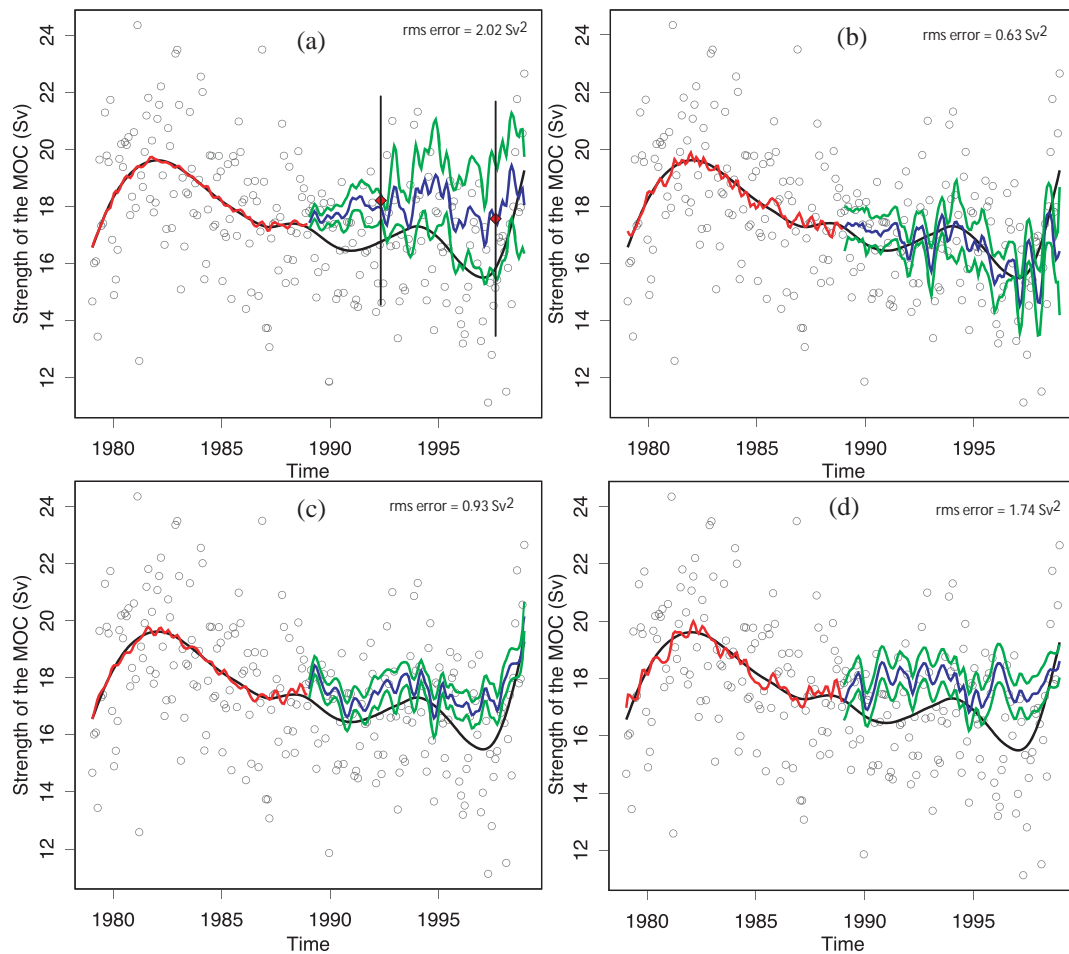 (a)
rms error = 2.02 Sv²
Strength of the MOC (Sv)
24
22
20
18
16
14
12
1980
1985
1990
1995
Time
(b)
rms error = 0.63 Sv²
Strength of the MOC (Sv)
24
22
20
18
16
14
12
1980
1985
1990
1995
Time
(c)
rms error = 0.93 Sv²
Strength of the MOC (Sv)
24
22
20
18
16
14
12
1980
1985
1990
1995
Time
(d)
rms error = 1.74 Sv²
Strength of the MOC (Sv)
24
22
20
18
16
14
12
1980
1985
1990
1995
Time